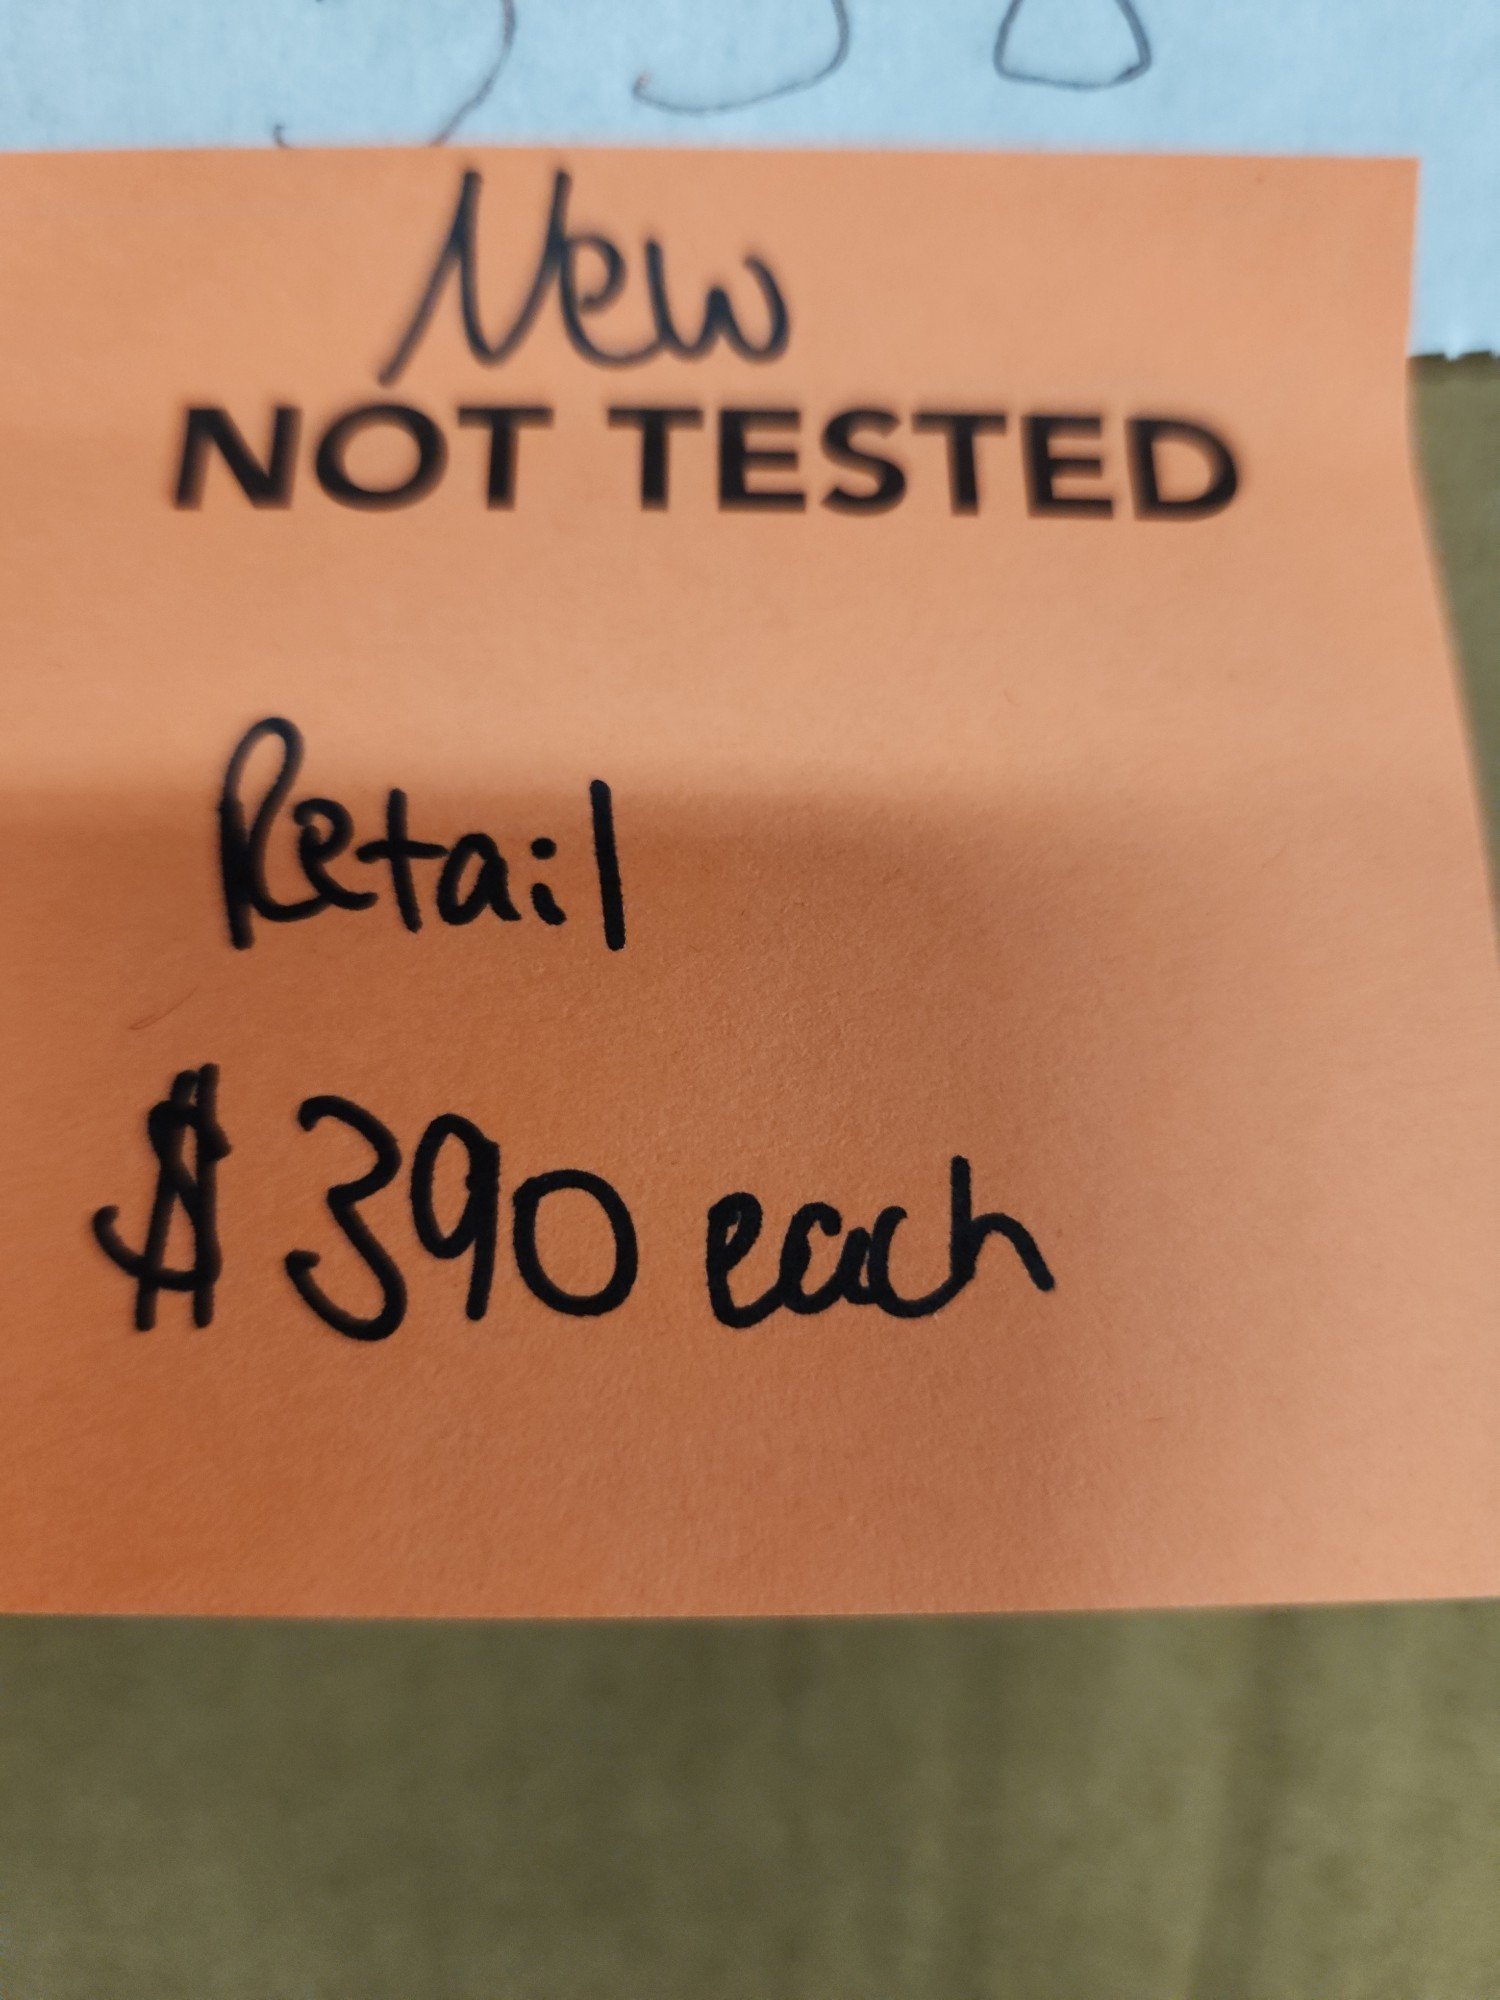 New
NOT TESTED
Retail
$390 each